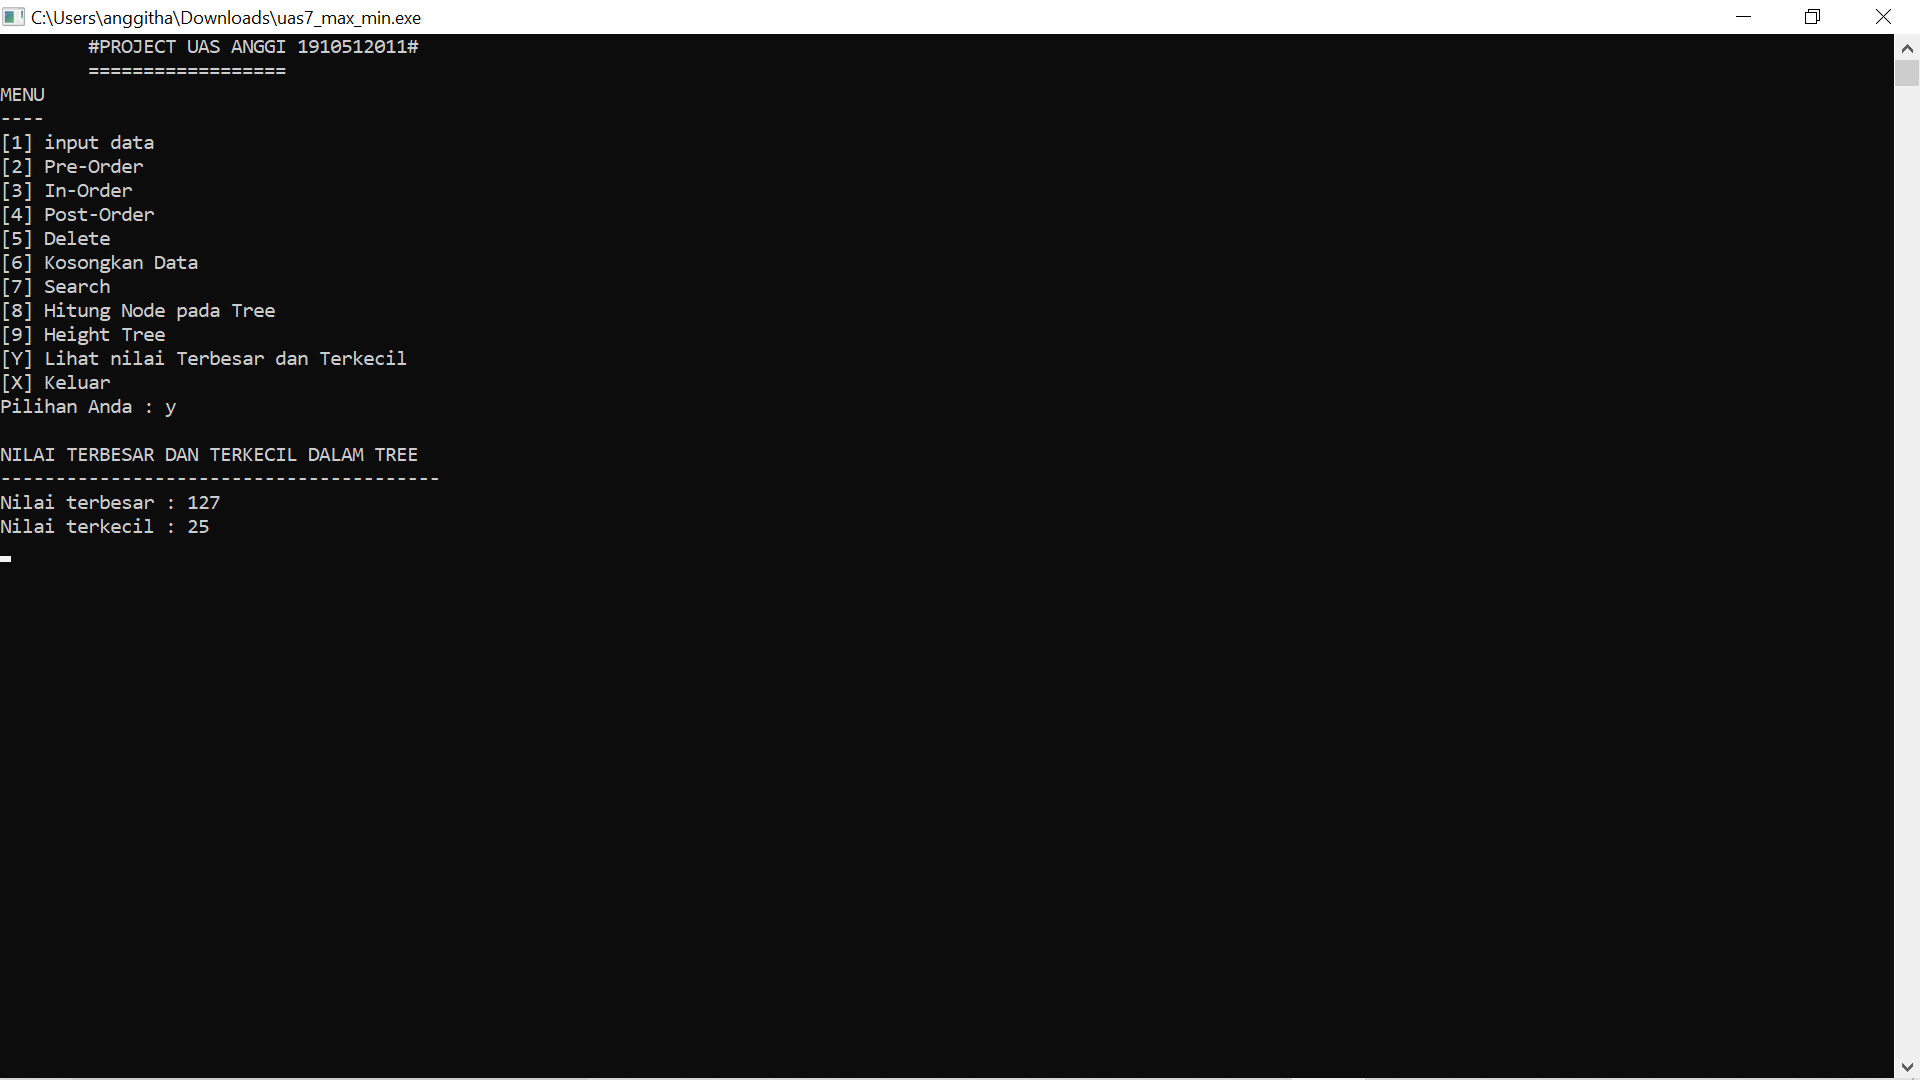 C:\Users\anggitha\Downloads\uas7_max_min.exe
#PROJECT UAS ANGGI 1910512011#
==================
MENU
----
[1] input data
[2] Pre-Order
[3] In-Order
[4] Post-Order
[5] Delete
[6] Kosongkan Data
[7] Search
[8] Hitung Node pada Tree
[9] Height Tree
[Y] Lihat nilai Terbesar dan Terkecil
[X] Keluar
Pilihan Anda : y
NILAI TERBESAR DAN TERKECIL DALAM TREE
----------------------------------------
Nilai terbesar : 127
Nilai terkecil : 25